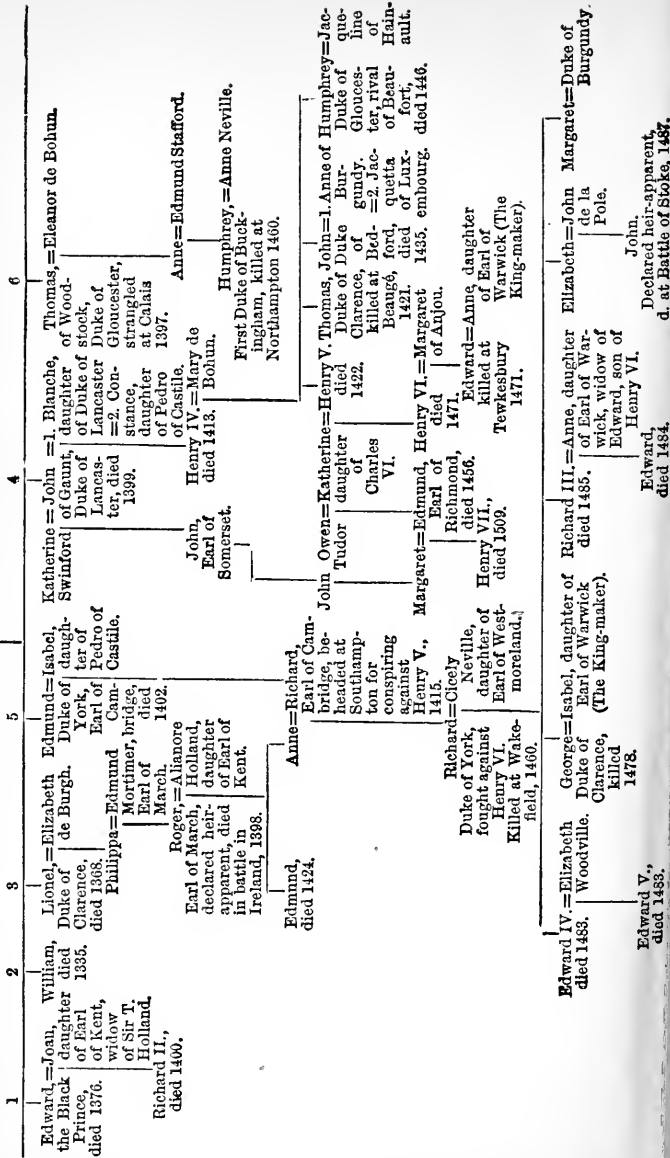 1
2
3
5
4
6
Edward,=Joan,
the Black daughter
Prince, of Earl
died 1376. of Kent,
widow
of Sir T.
Holland.
Richard II.,
died 1400.
William,
died
1335.
Lionel,=Elizabeth
Duke of de Burgh.
Clarence,
died 1368.
Philippa=Edmund
Mortimer,
Earl of
March.
Roger,=Alianore
Earl of March, Holland,
declared heir- daughter
apparent, died of Earl
in battle in of Kent.
Ireland, 1398.
Edmund,
died 1424.
Edmund=Isabel,
Duke of daugh-
York, ter of
Earl of Pedro of
Cam- Castile.
bridge,
died
1402.
Anne=Richard,
Earl of Cam-
bridge, be-
headed at
Southamp-
ton for
conspiring
against
Henry V.,
1415.
Richard=Cicely
Duke of York, Neville,
fought against daughter of
Henry VI. Earl of West-
Killed at Wake- moreland.
field, 1460.
Katherine = John =1. Blanche,
Swinford of Gaunt, daughter
Duke of of Duke of
Lancas- Lancaster
ter, died =2. Con-
1399. stance,
daughter
of Pedro
of Castile.
John,
Earl of
Somerset.
Henry IV.=Mary de
died 1413. Bohun.
Thomas,=Eleanor de Bohun.
of Wood-
stock,
Duke of
Gloucester,
strangled
at Calais
1397.
Anne=Edmund Stafford.
Humphrey,=Anne Neville.
First Duke of Buck-
ingham, killed at
Northampton 1460.
John
Owen=Katherine=Henry V.
Tudor daughter died
of 1422.
Charles
VI.
Thomas,
Duke of
Clarence,
killed at
Beaugé,
1421.
John=1. Anne of
Duke Bur-
of gundy.
Bed- =2. Jac-
ford, quetta
died of Lux-
1435. embourg.
Humphrey=Jac-
Duke of que-
Glouces- line
ter, rival of
of Beau- Hain-
fort, ault.
died 1446.
Margaret=Edmund,
Earl of
Richmond,
died 1456.
Henry VII.,
died 1509.
Henry VI.=Margaret
died of Anjou.
1471.
Edward=Anne, daughter
killed at of Earl of
Tewkesbury Warwick (The
1471. King-maker).
Edward IV.=Elizabeth
died 1483. Woodville.
Edward V.,
died 1483.
George=Isabel, daughter of
Duke of Earl of Warwick
Clarence, (The King-maker).
killed
1478.
Richard III.=Anne, daughter
died 1485. of Earl of War-
wick, widow of
Edward, son of
Henry VI.
Edward,
died 1484.
Elizabeth=John
de la
Pole.
John,
Declared heir-apparent,
d. at Battle of Stoke, 1487.
Margaret=Duke of
Burgundy.